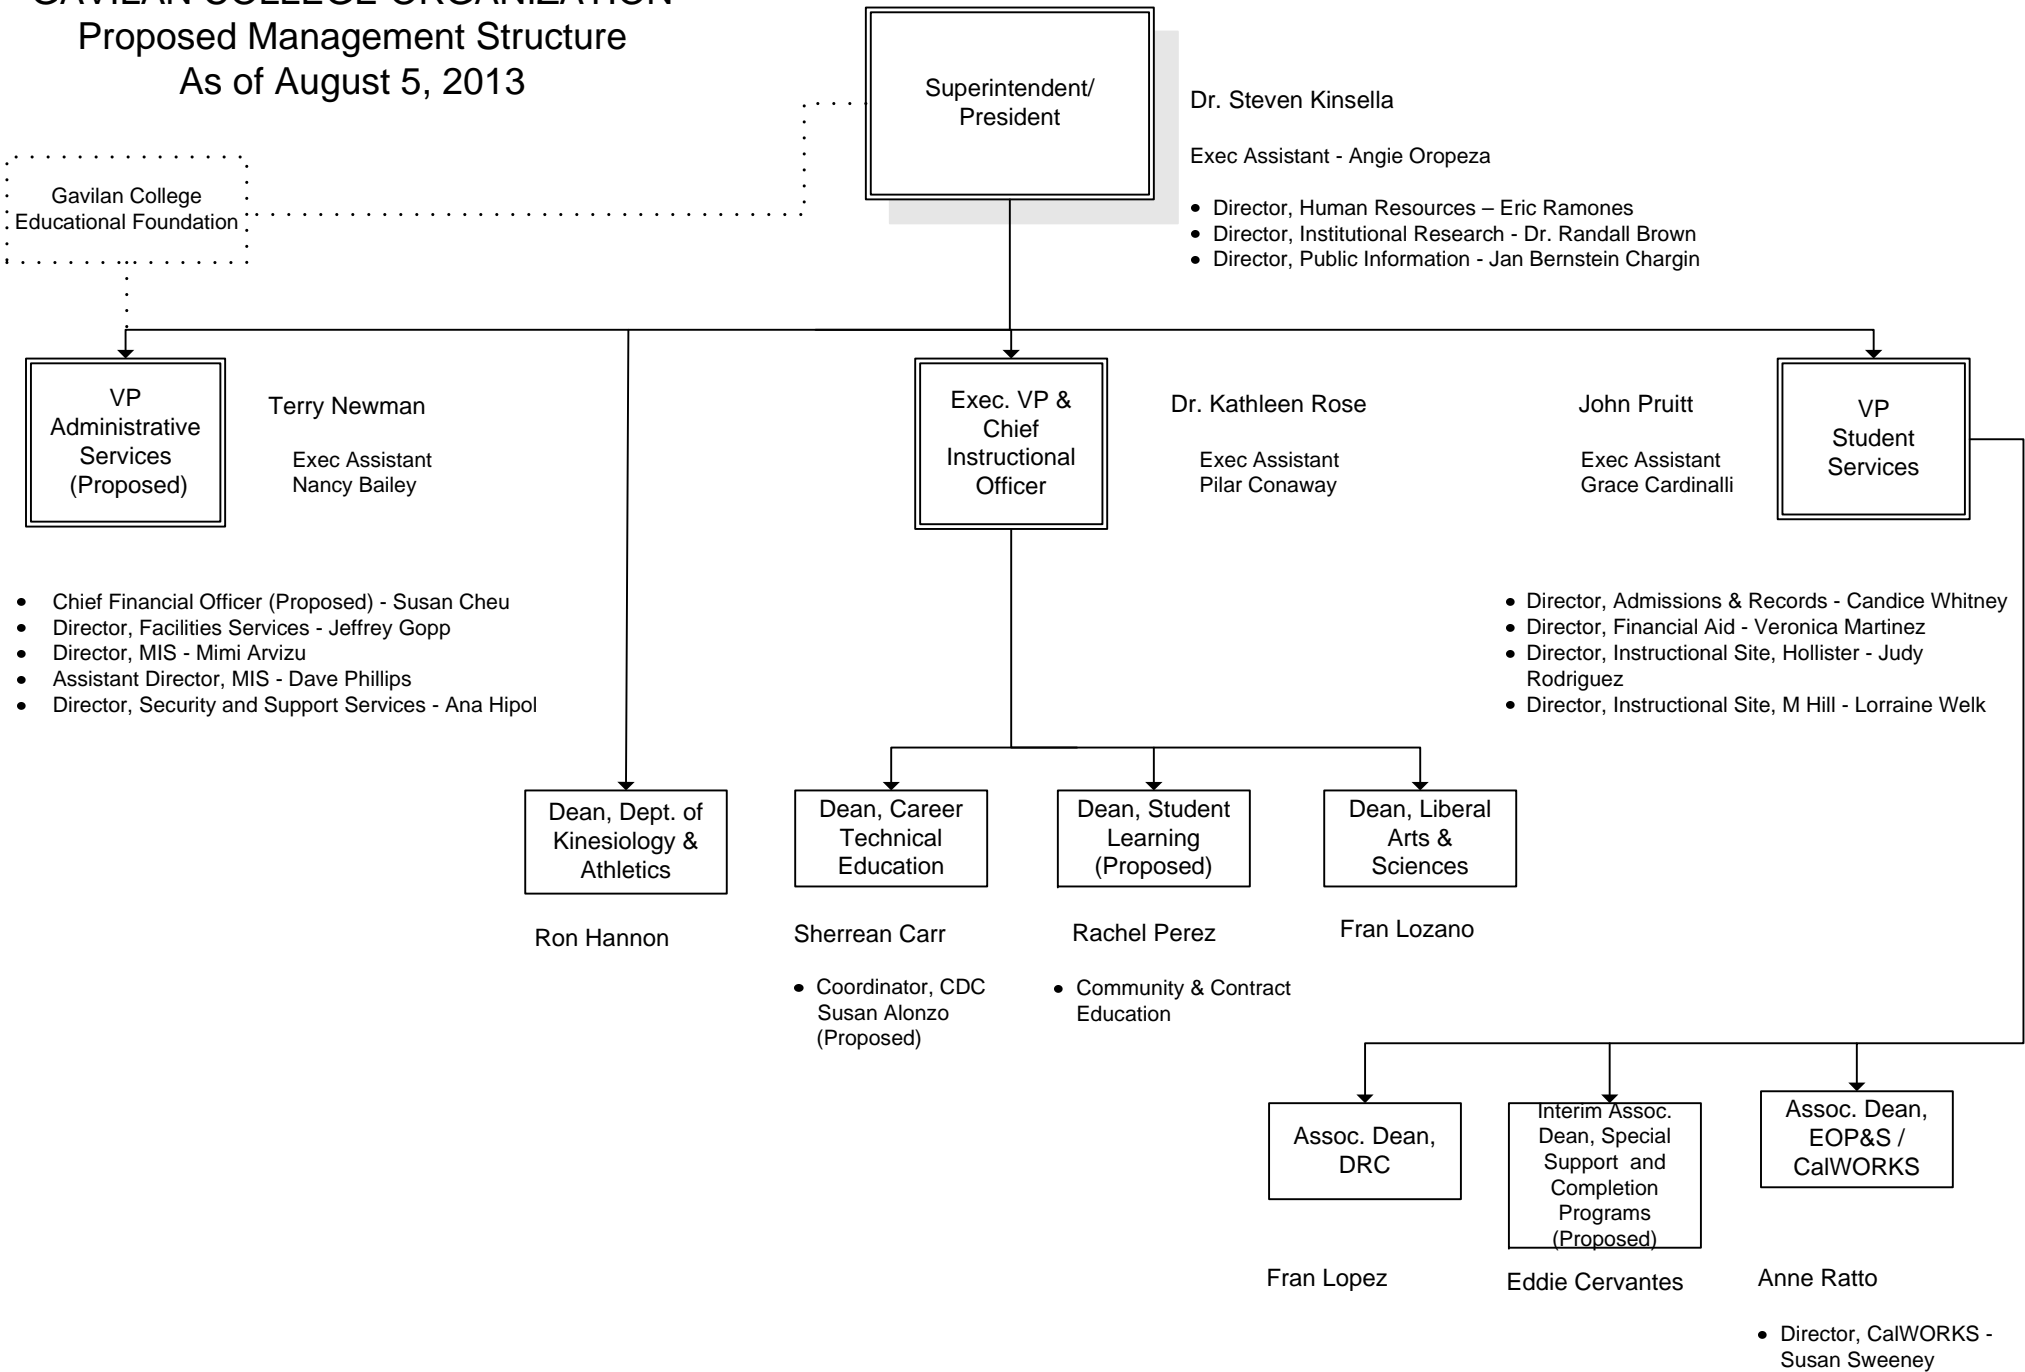 GAVILAN COLLEGE ORGANIZATION
Proposed Management Structure
As of August 5, 2013
Superintendent/
President
Dr. Steven Kinsella
Exec Assistant - Angie Oropeza
• Director, Human Resources – Eric Ramones
• Director, Institutional Research - Dr. Randall Brown
• Director, Public Information - Jan Bernstein Chargin
Gavilan College
Educational Foundation
VP
Administrative
Services
(Proposed)
Terry Newman
Exec Assistant
Nancy Bailey
Exec. VP &
Chief
Instructional
Officer
Dr. Kathleen Rose
Exec Assistant
Pilar Conaway
John Pruitt
Exec Assistant
Grace Cardinalli
VP
Student
Services
• Chief Financial Officer (Proposed) - Susan Cheu
• Director, Facilities Services - Jeffrey Gopp
• Director, MIS - Mimi Arvizu
• Assistant Director, MIS - Dave Phillips
• Director, Security and Support Services - Ana Hipol
• Director, Admissions & Records - Candice Whitney
• Director, Financial Aid - Veronica Martinez
• Director, Instructional Site, Hollister - Judy
Rodriguez
• Director, Instructional Site, M Hill - Lorraine Welk
Dean, Dept. of
Kinesiology &
Athletics
Ron Hannon
Dean, Career
Technical
Education
Sherrean Carr
• Coordinator, CDC
Susan Alonzo
(Proposed)
Dean, Student
Learning
(Proposed)
Rachel Perez
• Community & Contract
Education
Dean, Liberal
Arts &
Sciences
Fran Lozano
Assoc. Dean,
DRC
Fran Lopez
Interim Assoc.
Dean, Special
Support and
Completion
Programs
(Proposed)
Eddie Cervantes
Assoc. Dean,
EOP&S /
CalWORKS
Anne Ratto
• Director, CalWORKS -
Susan Sweeney